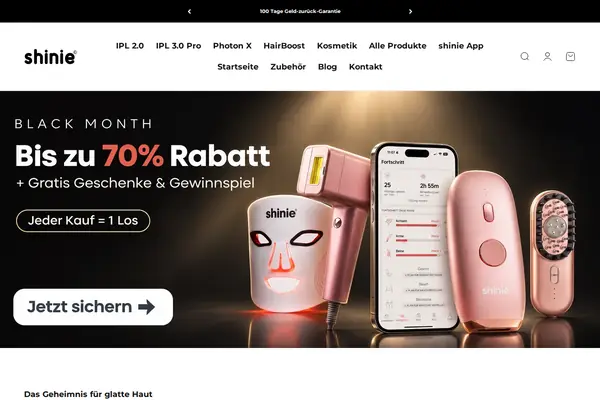 100 Tage Geld-zurück-Garantie
shinie
IPL 2.0 IPL 3.0 Pro Photon X HairBoost Kosmetik Alle Produkte shinie App
Startseite Zubehör Blog Kontakt
BLACK MONTH
Bis zu 70% Rabatt
+ Gratis Geschenke & Gewinnspiel
Jeder Kauf = 1 Los
Jetzt sichern
shinie
Fortschritt
25
2h 55m
shinie
Das Geheimnis für glatte Haut